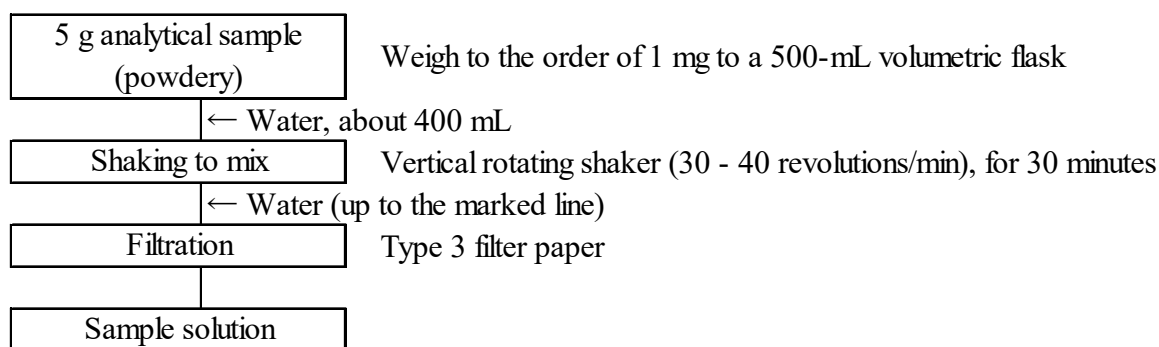 5 g analytical sample
(powdery)
Weigh to the order of 1 mg to a 500-mL volumetric flask
← Water, about 400 mL
Shaking to mix
Vertical rotating shaker (30 - 40 revolutions/min), for 30 minutes
← Water (up to the marked line)
Filtration
Type 3 filter paper
Sample solution